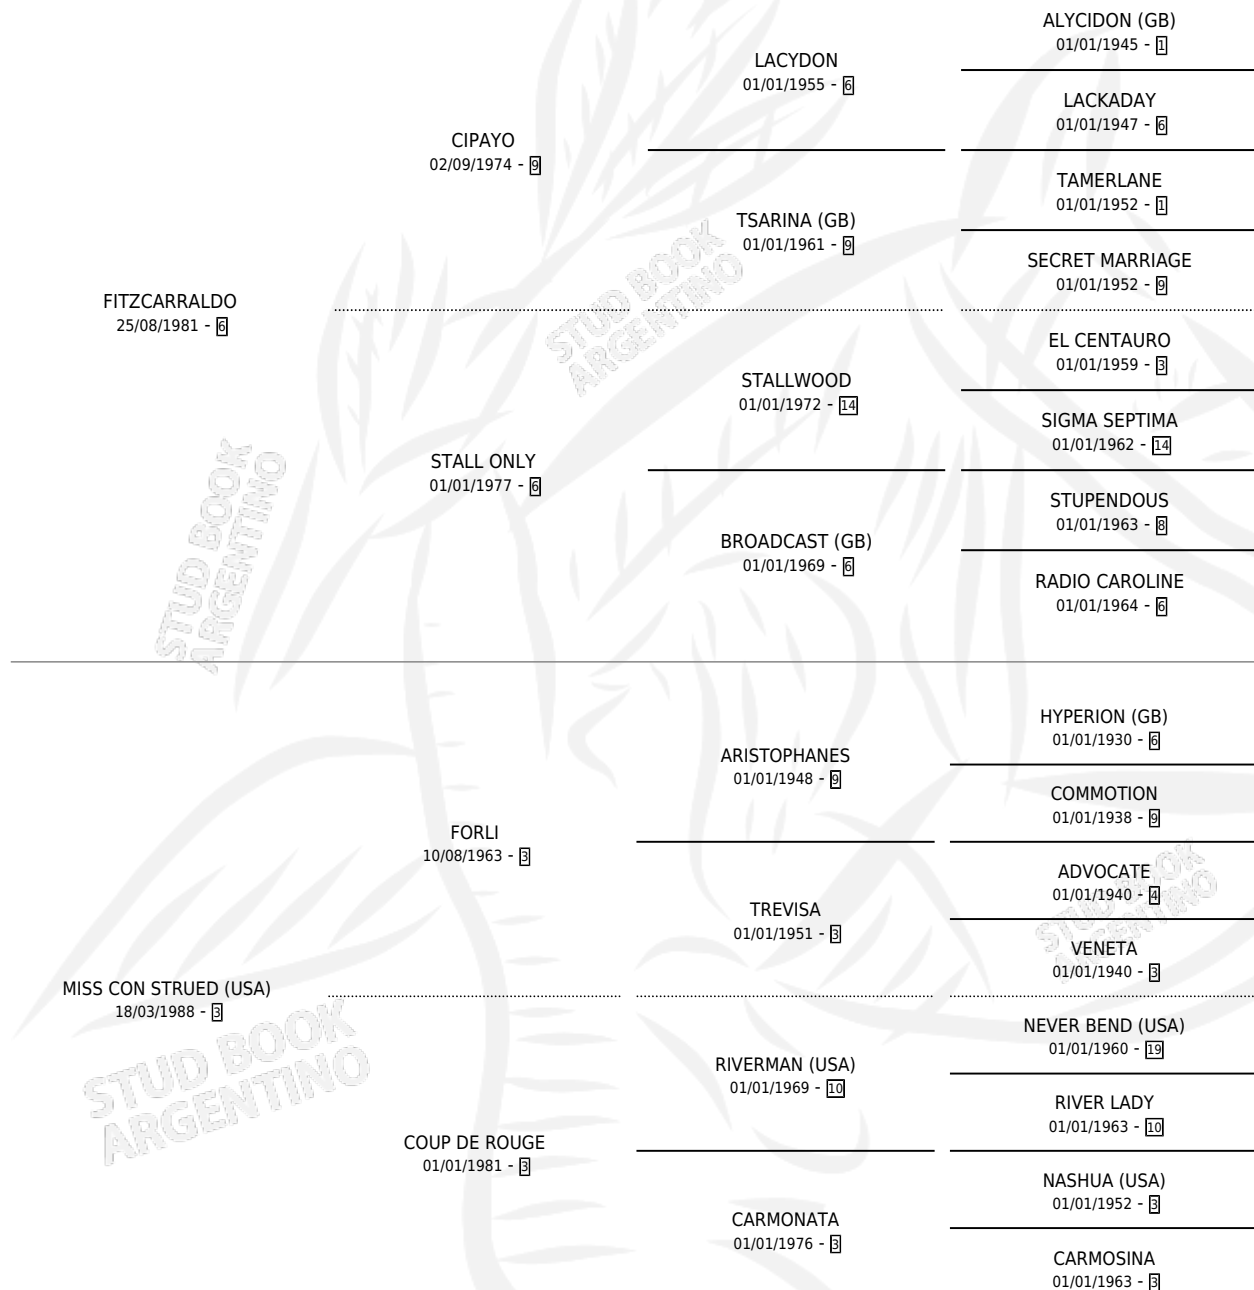 ALYCIDON (GB)
01/01/1945 - 1
LACYDON
01/01/1955 - 6
LACKADAY
01/01/1947 - 6
CIPAYO
02/09/1974 - 9
TAMERLANE
01/01/1952 - 1
TSARINA (GB)
01/01/1961 - 9
SECRET MARRIAGE
01/01/1952 - 9
FITZCARRALDO
25/08/1981 - 6
STUD BOOK
ARGENTINO
EL CENTAURO
01/01/1959 - 3
STALLWOOD
01/01/1972 - 14
SIGMA SEPTIMA
01/01/1962 - 14
STALL ONLY
01/01/1977 - 6
STUPENDOUS
01/01/1963 - 8
BROADCAST (GB)
01/01/1969 - 6
RADIO CAROLINE
01/01/1964 - 6
STUD BOOK
ARGENTINO
HYPERION (GB)
01/01/1930 - 6
ARISTOPHANES
01/01/1948 - 9
COMMOTION
01/01/1938 - 9
FORLI
10/08/1963 - 3
ADVOCATE
01/01/1940 - 4
TREVISA
01/01/1951 - 3
VENETA
01/01/1940 - 3
STUD BOOK
ARGENTINO
MISS CON STRUED (USA)
18/03/1988 - 3
NEVER BEND (USA)
01/01/1960 - 19
RIVERMAN (USA)
01/01/1969 - 10
RIVER LADY
01/01/1963 - 10
STUD BOOK
ARGENTINO
COUP DE ROUGE
01/01/1981 - 3
NASHUA (USA)
01/01/1952 - 3
CARMONATA
01/01/1976 - 3
CARMOSINA
01/01/1963 - 3